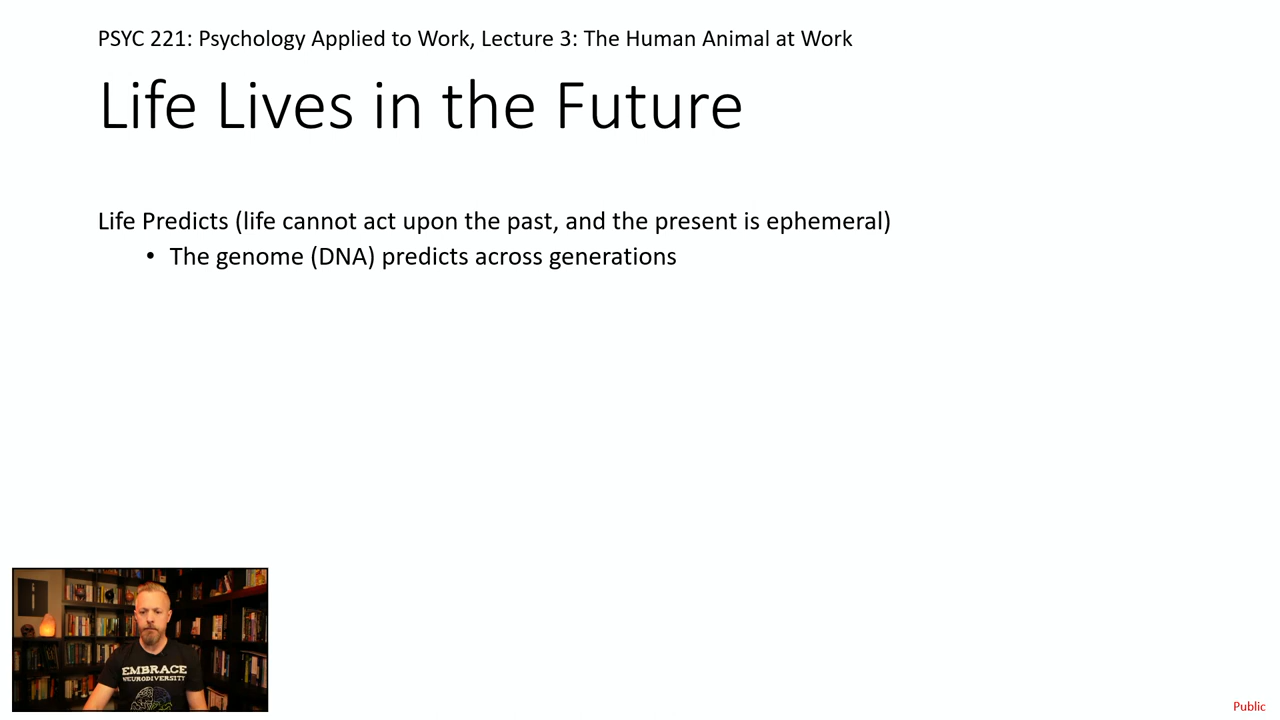 PSYC 221: Psychology Applied to Work, Lecture 3: The Human Animal at Work
Life Lives in the Future
Life Predicts (life cannot act upon the past, and the present is ephemeral)
• The genome (DNA) predicts across generations
EMBRACE
NEURODIVERSITY
Public